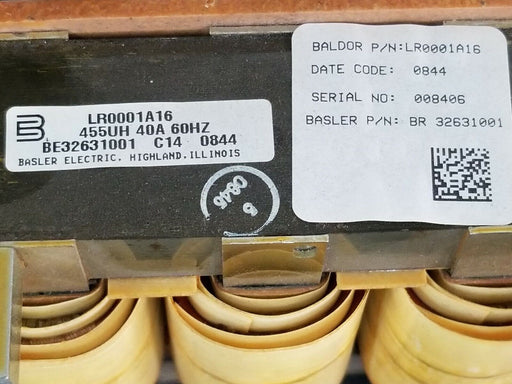 LR0001A16
455UH 40A 60HZ
BE32631001 C14 0844
BASLER ELECTRIC. HIGHLAND,ILLINOIS
BALDOR P/N:LR0001A16
DATE CODE: 0844
SERIAL NO: 008406
BASLER P/N: BR 32631001